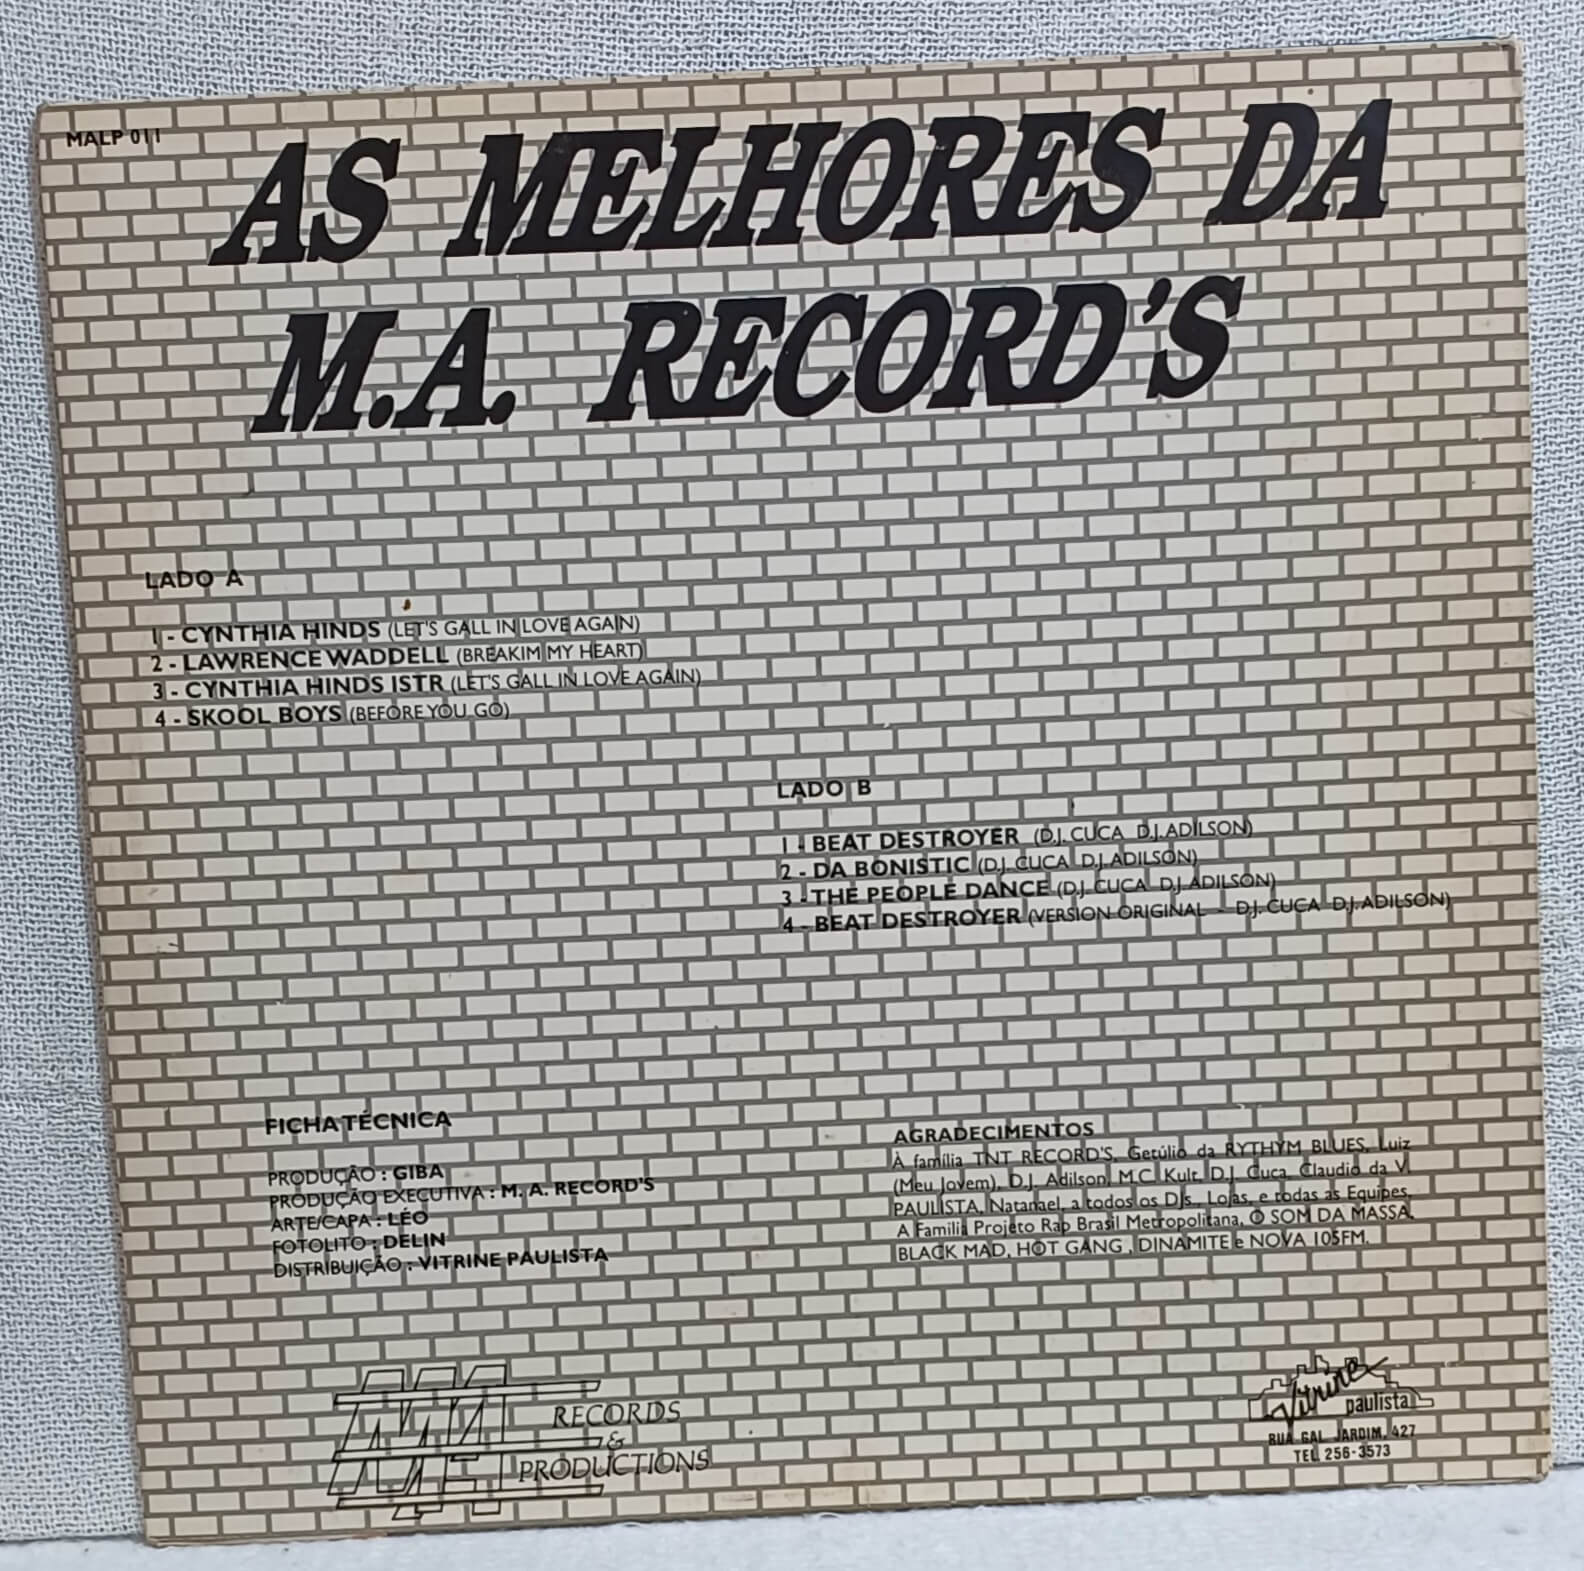 MALP 011
AS MELHORES DA
M.A. RECORD'S
LADO A
1 - CYNTHIA HINDS (LET'S GALL IN LOVE AGAIN)
2 - LAWRENCE WADDELL (BREAKIM MY HEART)
3 - CYNTHIA HINDS ISTR (LET'S GALL IN LOVE AGAIN)
4 - SKOOL BOYS (BEFORE YOU GO)
LADO B
1 - BEAT DESTROYER (D.J. CUCA D.J. ADILSON)
2 - DA BONISTIC (D.J. CUCA D.J. ADILSON)
3 - THE PEOPLE DANCE (D.J. CUCA D.J. ADILSON)
4 - BEAT DESTROYER (VERSION ORIGINAL - D.J. CUCA D.J. ADILSON)
FICHA TÉCNICA
PRODUÇÃO : GIBA
PRODUÇÃO EXECUTIVA : M. A. RECORD'S
ARTE/CAPA : LÉO
FOTOLITO : DELIN
DISTRIBUIÇÃO : VITRINE PAULISTA
AGRADECIMENTOS
À família TNT RECORD'S, Getúlio da RYTHYM BLUES, Luiz
(Meu Jovem), D.J. Adilson, M.C. Kult, D.J. Cuca, Claudio da V.
PAULISTA, Natanael, a todos os DJs., Lojas, e todas as Equipes,
A Familia Projeto Rap Brasil Metropolitana, O SOM DA MASSA,
BLACK MAD, HOT GANG , DINAMITE e NOVA 105FM.
RECORDS
&
PRODUCTIONS
Vitrine
paulista
RUA GAL. JARDIM, 427
TEL. 256-3573